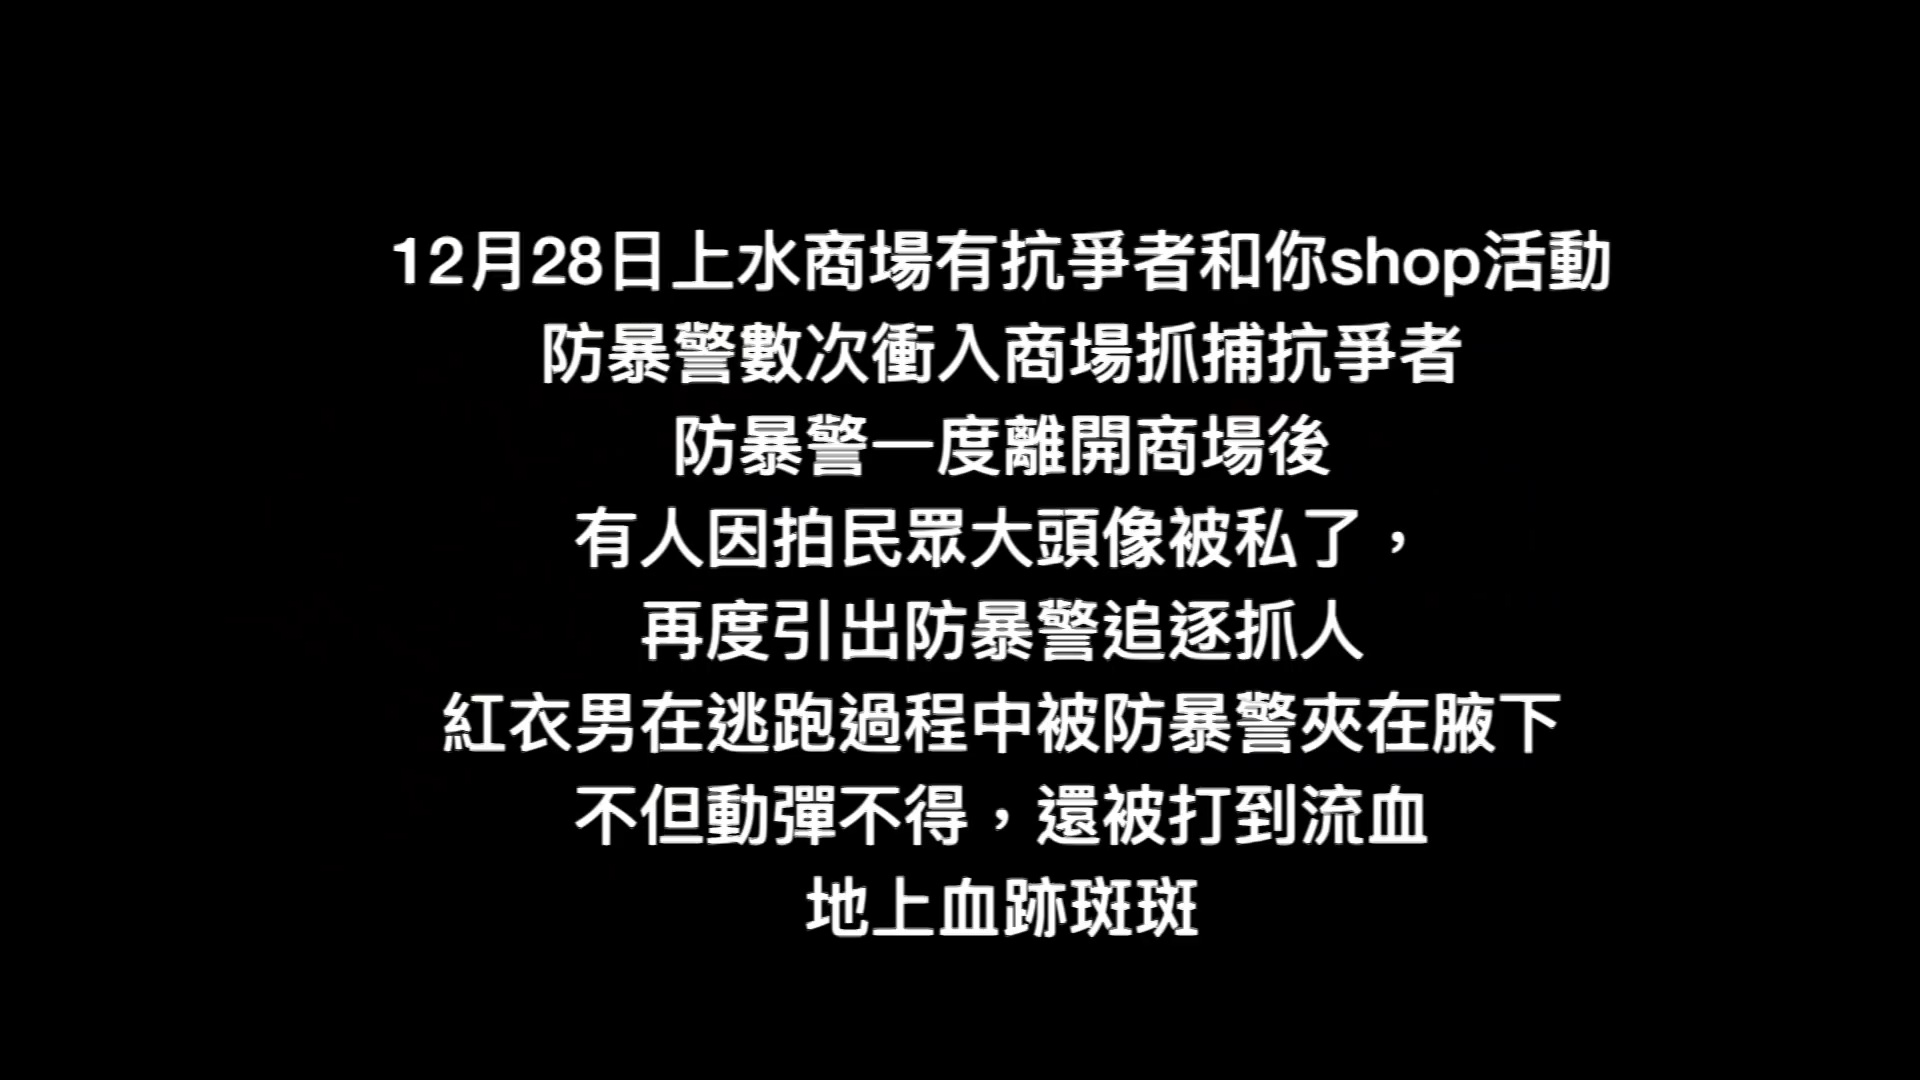 12月28日上水商場有抗爭者和你shop活動
防暴警數次衝入商場抓捕抗爭者
防暴警一度離開商場後
有人因拍民眾大頭像被私了，
再度引出防暴警追逐抓人
紅衣男在逃跑過程中被防暴警夾在腋下
不但動彈不得，還被打到流血
地上血跡斑斑